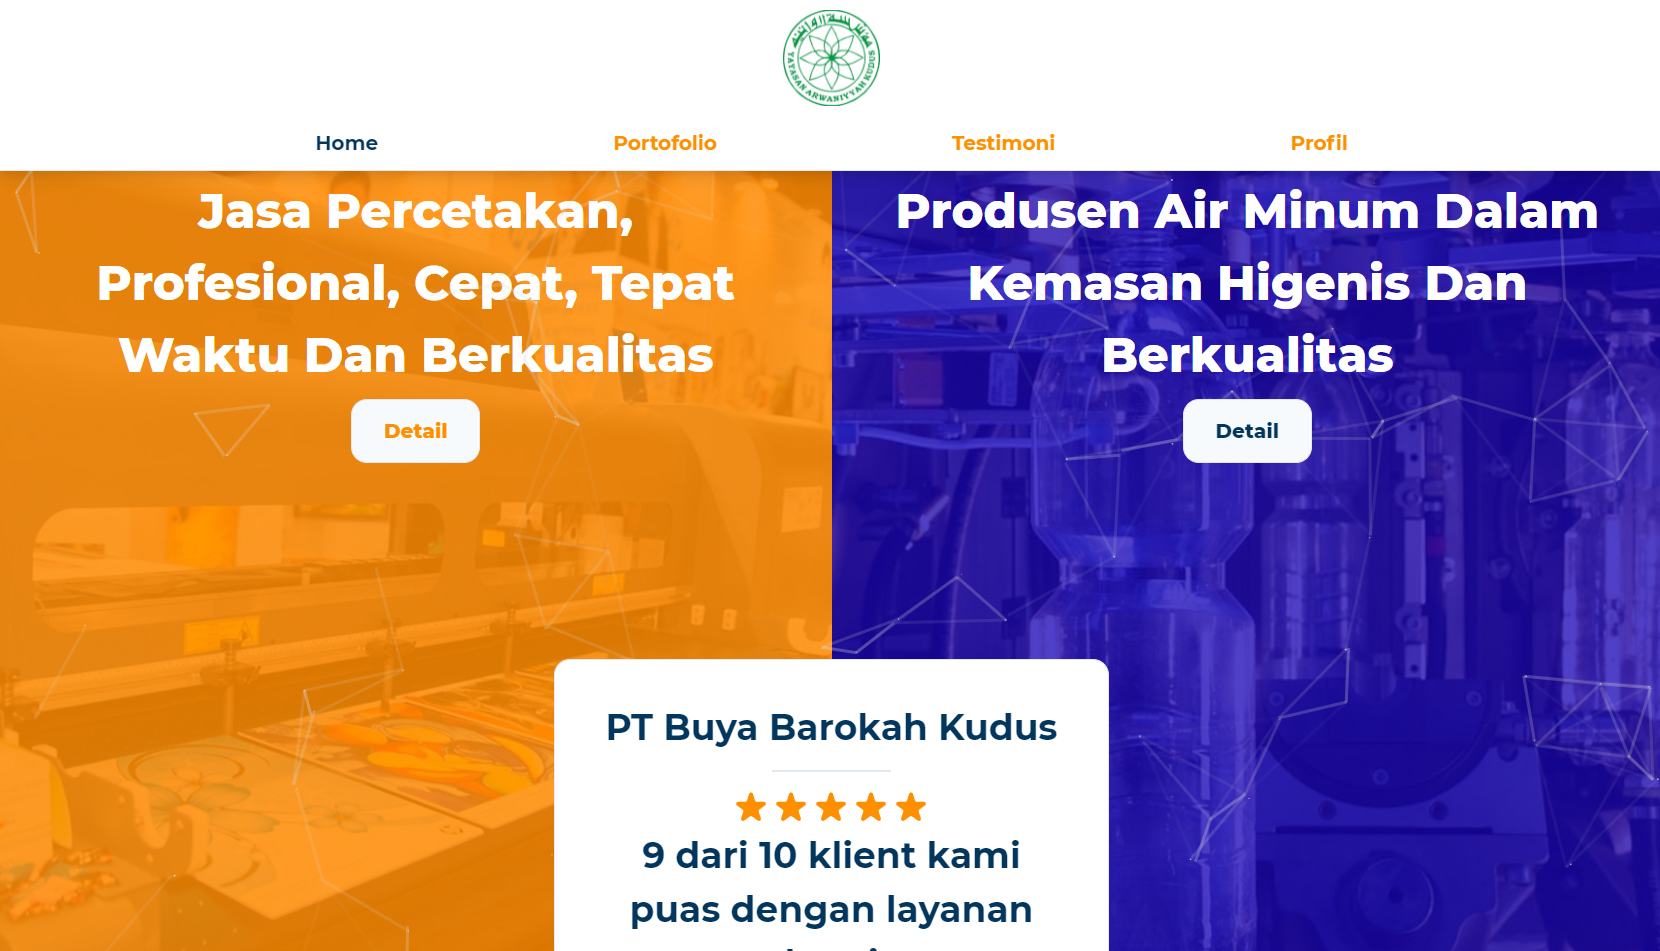 YAYASAN ARWANIYYAH KUDUS
Home
Portofolio
Testimoni
Profil
Jasa Percetakan,
Profesional, Cepat, Tepat
Waktu Dan Berkualitas
Detail
Produsen Air Minum Dalam
Kemasan Higenis Dan
Berkualitas
Detail
PT Buya Barokah Kudus
9 dari 10 klient kami
puas dengan layanan